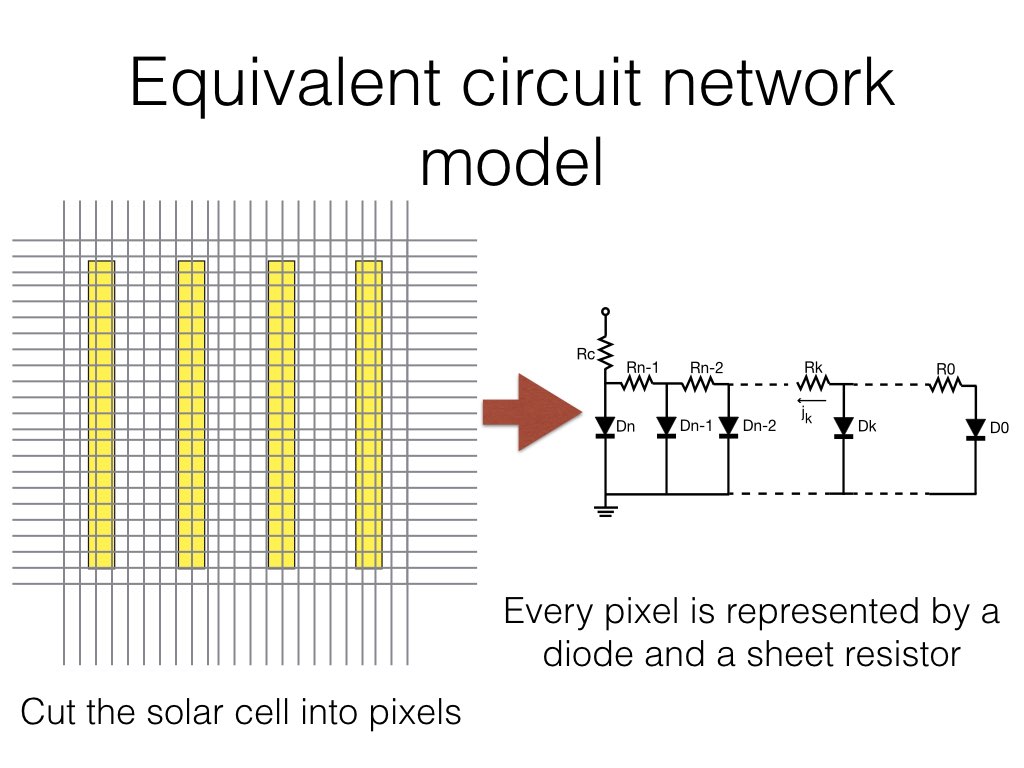 Equivalent circuit network
model
Rc
Rn-1
Rn-2
Rk
R0
jk
Dn
Dn-1
Dn-2
Dk
D0
Every pixel is represented by a
diode and a sheet resistor
Cut the solar cell into pixels